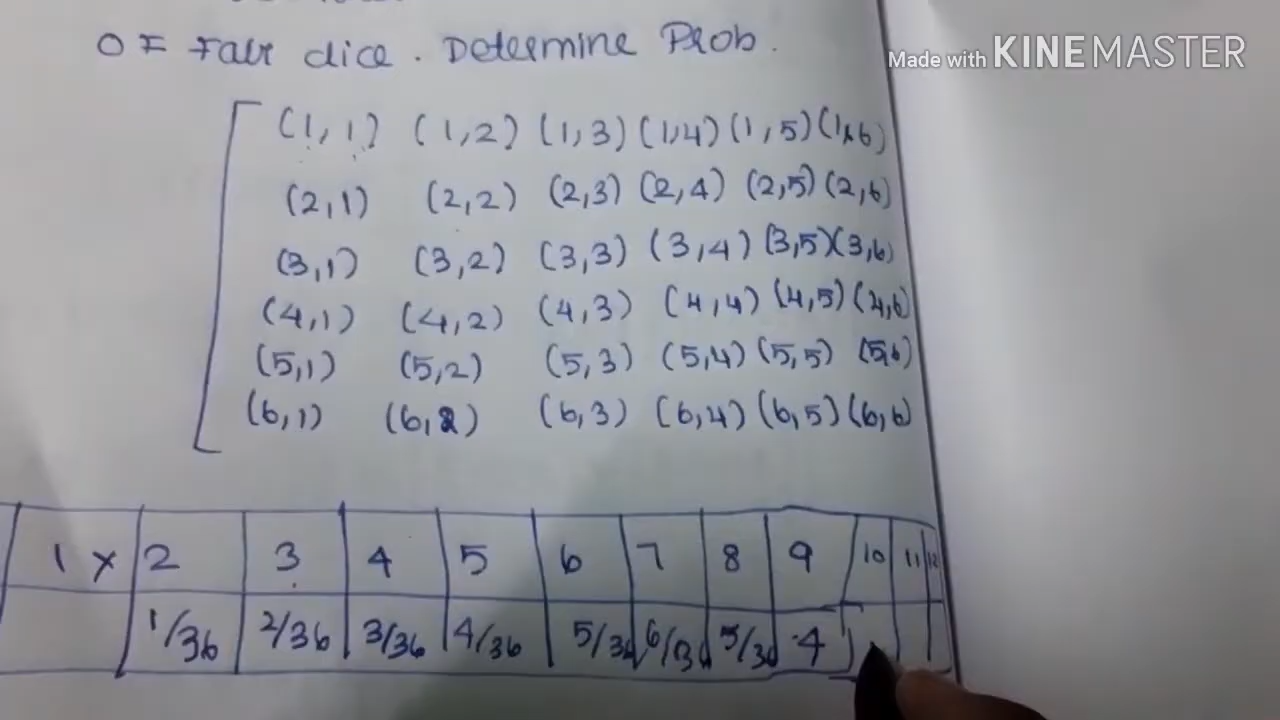 OF Fair dice . Determine Prob.
Made with KINEMASTER
(1,1) (1,2) (1,3) (1,4) (1,5) (1,6)
(2,1) (2,2) (2,3) (2,4) (2,5) (2,6)
(3,1) (3,2) (3,3) (3,4) (3,5) (3,6)
(4,1) (4,2) (4,3) (4,4) (4,5) (4,6)
(5,1) (5,2) (5,3) (5,4) (5,5) (5,6)
(6,1) (6,2) (6,3) (6,4) (6,5) (6,6)
1 x 2 3 4 5 6 7 8 9 10 11 12
1/36 2/36 3/36 4/36 5/36 6/36 5/36 4